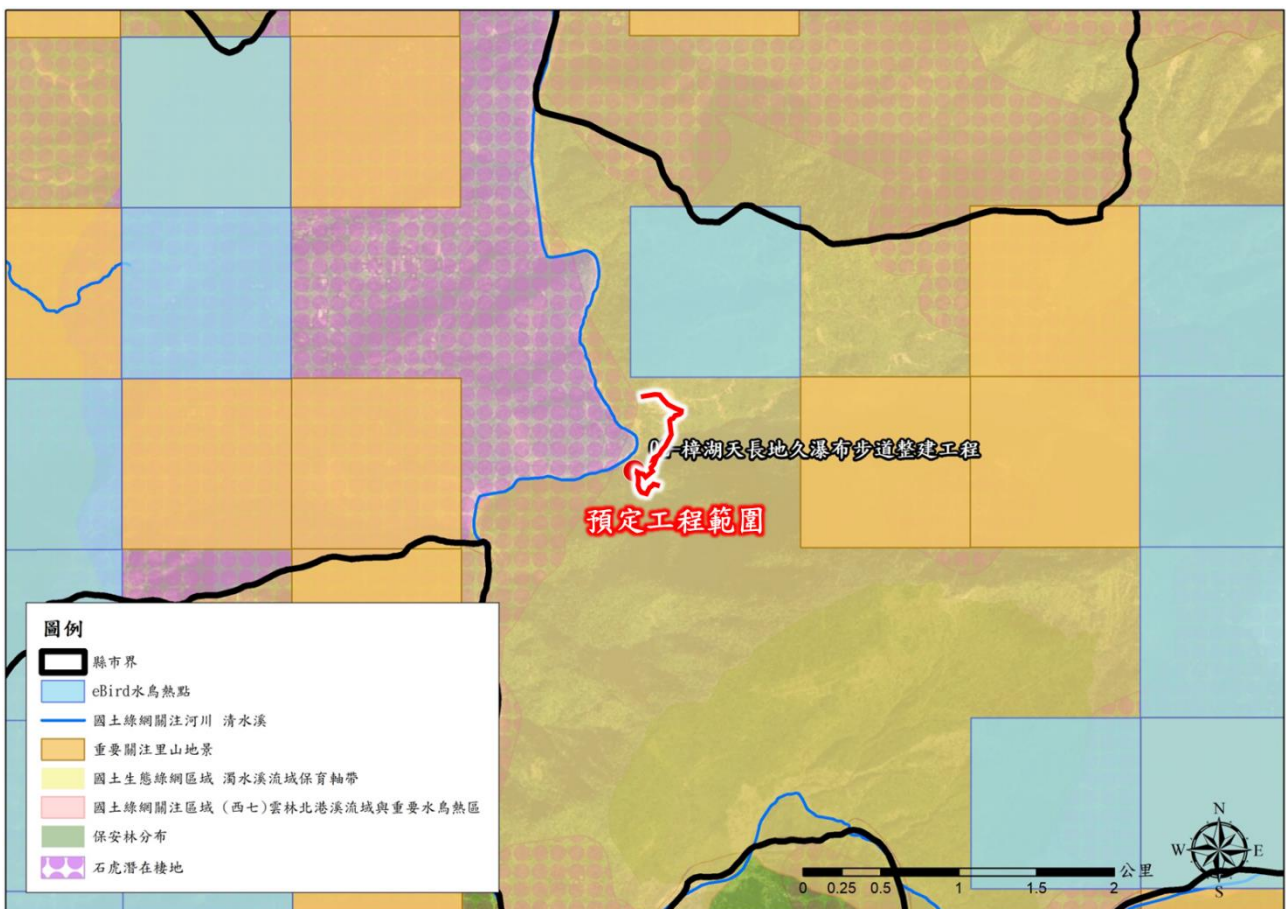 樟湖天長地久瀑布步道整建工程
預定工程範圍
圖例
縣市界
eBird水鳥熱點
國土綠網關注河川 清水溪
重要關注里山地景
國土生態綠網區域 濁水溪流域保育軸帶
國土綠網關注區域 (西七)雲林北港溪流域與重要水鳥熱區
保安林分布
石虎潛在棲地
N
W E
S
公里
0 0.25 0.5 1 1.5 2